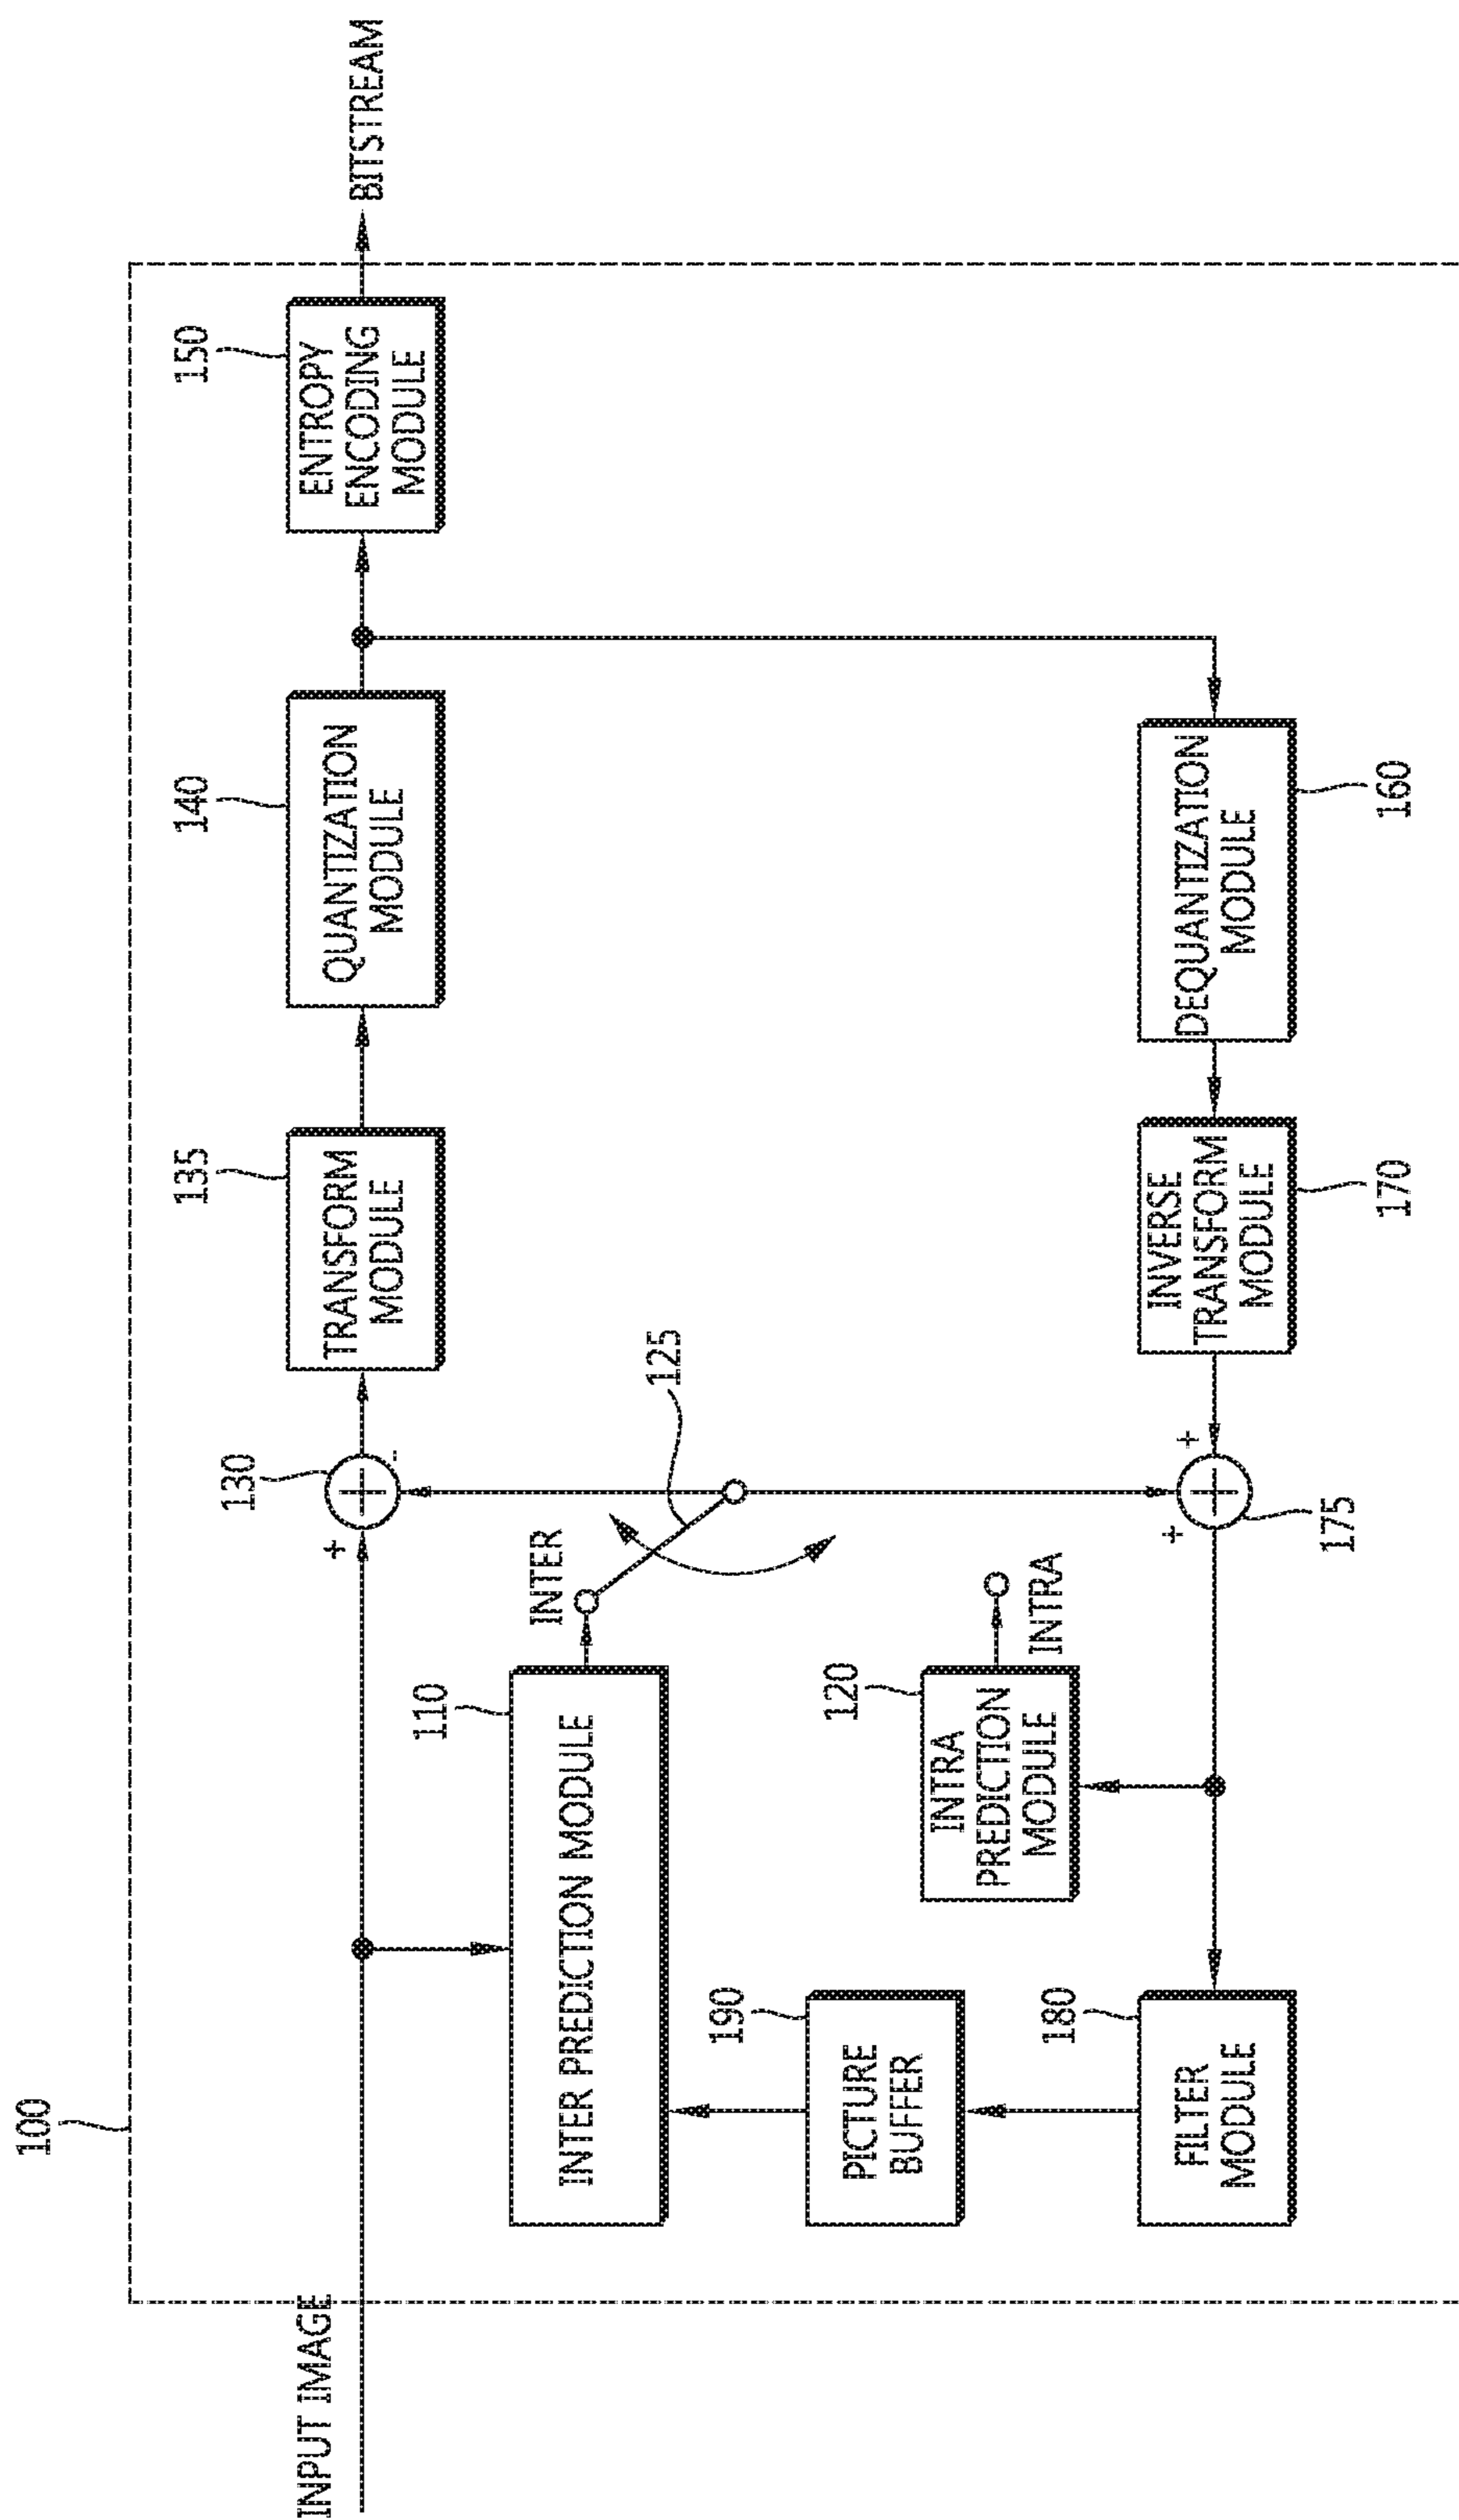 100
INPUT IMAGE
130
+
-
135
TRANSFORM
MODULE
140
QUANTIZATION
MODULE
150
ENTROPY
ENCODING
MODULE
BITSTREAM
110
INTER PREDICTION MODULE
INTER
125
190
PICTURE
BUFFER
120
INTRA
PREDICTION
MODULE
INTRA
180
FILTER
MODULE
+
+
175
INVERSE
TRANSFORM
MODULE
170
DEQUANTIZATION
MODULE
160